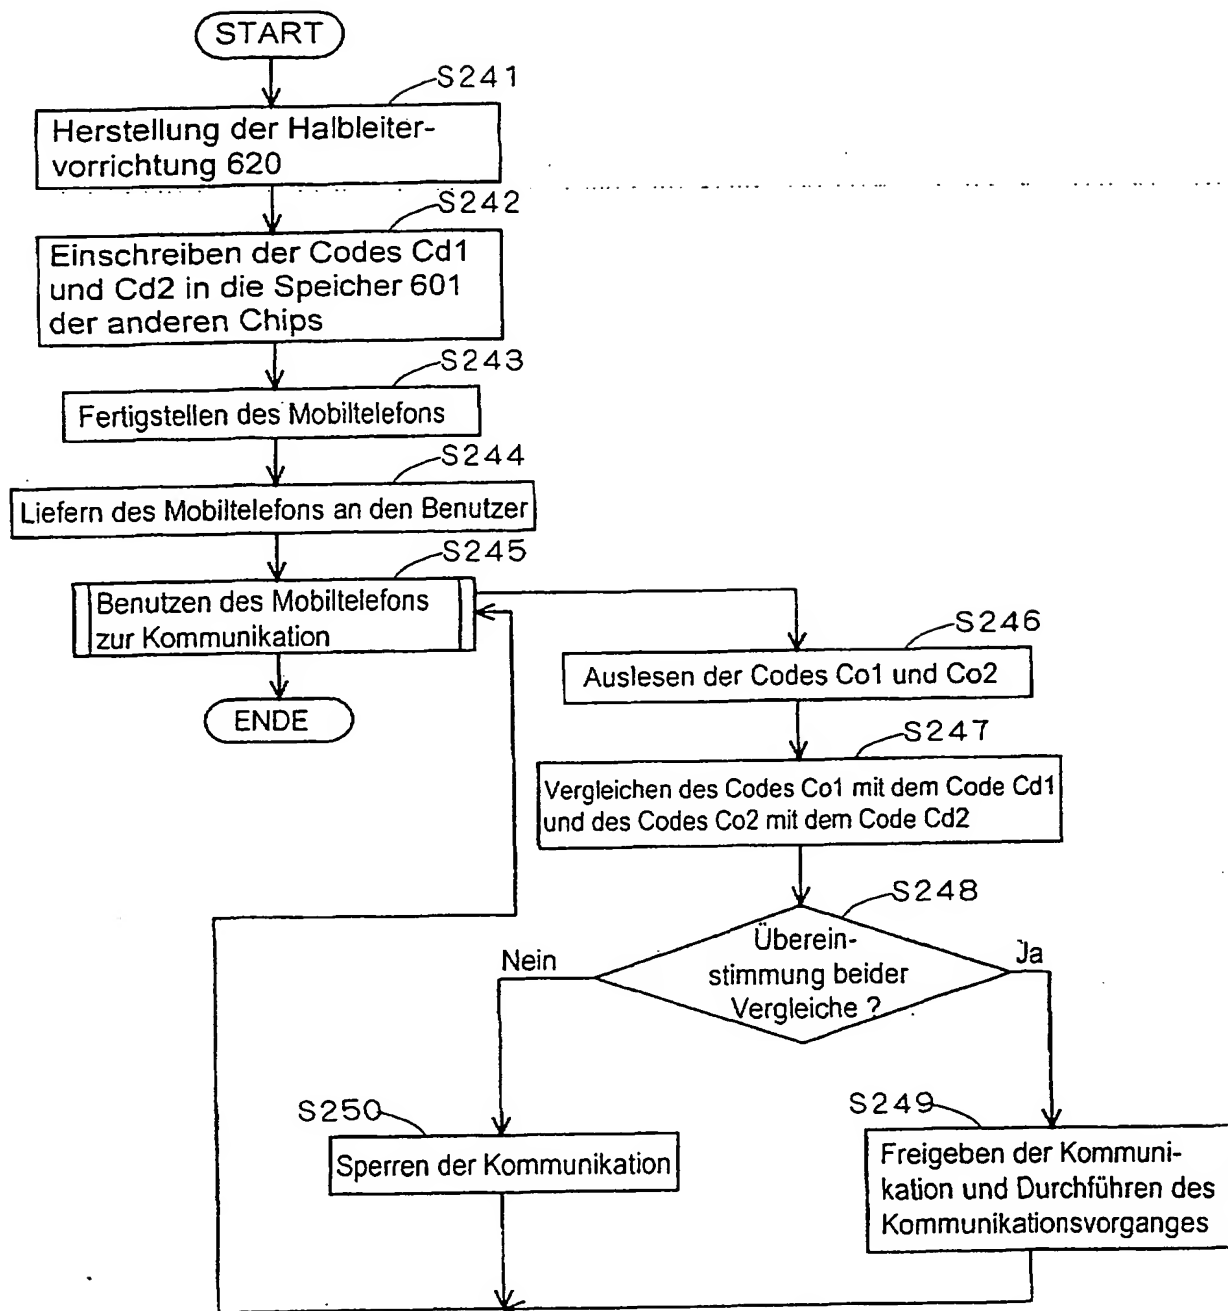 START
S241
Herstellung der Halbleiter-
vorrichtung 620
S242
Einschreiben der Codes Cd1
und Cd2 in die Speicher 601
der anderen Chips
S243
Fertigstellen des Mobiltelefons
S244
Liefern des Mobiltelefons an den Benutzer
S245
Benutzen des Mobiltelefons
zur Kommunikation
ENDE
S246
Auslesen der Codes Co1 und Co2
S247
Vergleichen des Codes Co1 mit dem Code Cd1
und des Codes Co2 mit dem Code Cd2
S248
Überein-
stimmung beider
Vergleiche ?
Nein
Ja
S250
Sperren der Kommunikation
S249
Freigeben der Kommuni-
kation und Durchführen des
Kommunikationsvorganges